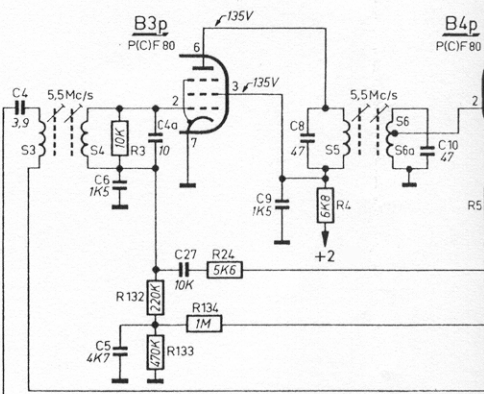 B3p
P(C)F80
135V
6
135V
3
2
7
C4
3,9
5,5Mc/s
S3
S4
10K
R3
C4a
10
C6
1K5
C8
47
S5
5,5Mc/s
S6
S6a
C10
47
B4p
P(C)F80
2
C9
1K5
6K8
R4
+2
R5
C27
10K
R24
5K6
R132
220K
R134
1M
C5
4K7
470K
R133